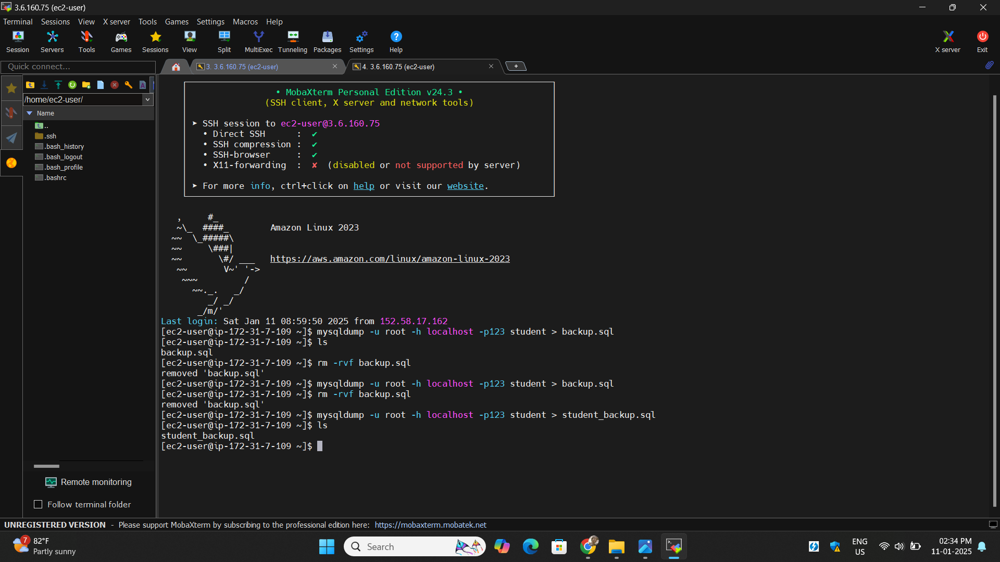 3.6.160.75 (ec2-user)
Terminal Sessions View X server Tools Games Settings Macros Help
Session Servers Tools Games Sessions View Split MultiExec Tunneling Packages Settings Help X server Exit
Quick connect...
3. 3.6.160.75 (ec2-user)
4. 3.6.160.75 (ec2-user)
/home/ec2-user/
Name
..
.ssh
.bash_history
.bash_logout
.bash_profile
.bashrc
Remote monitoring
Follow terminal folder
• MobaXterm Personal Edition v24.3 •
(SSH client, X server and network tools)
➤ SSH session to ec2-user@3.6.160.75
• Direct SSH : ✔
• SSH compression : ✔
• SSH-browser : ✔
• X11-forwarding : ✘ (disabled or not supported by server)
➤ For more info, ctrl+click on help or visit our website.
   ,     #_
   ~\_  ####_        Amazon Linux 2023
  ~~  \_#####\
  ~~     \###|
  ~~       \#/ ___   https://aws.amazon.com/linux/amazon-linux-2023
   ~~       V~' '->
    ~~~         /
      ~~._.   _/
         _/ _/
       _/m/'
Last login: Sat Jan 11 08:59:50 2025 from 152.58.17.162
[ec2-user@ip-172-31-7-109 ~]$ mysqldump -u root -h localhost -p123 student > backup.sql
[ec2-user@ip-172-31-7-109 ~]$ ls
backup.sql
[ec2-user@ip-172-31-7-109 ~]$ rm -rvf backup.sql
removed 'backup.sql'
[ec2-user@ip-172-31-7-109 ~]$ mysqldump -u root -h localhost -p123 student > backup.sql
[ec2-user@ip-172-31-7-109 ~]$ rm -rvf backup.sql
removed 'backup.sql'
[ec2-user@ip-172-31-7-109 ~]$ mysqldump -u root -h localhost -p123 student > student_backup.sql
[ec2-user@ip-172-31-7-109 ~]$ ls
student_backup.sql
[ec2-user@ip-172-31-7-109 ~]$
UNREGISTERED VERSION - Please support MobaXterm by subscribing to the professional edition here: https://mobaxterm.mobatek.net
7
82°F
Partly sunny
Search
ENG
US
02:34 PM
11-01-2025